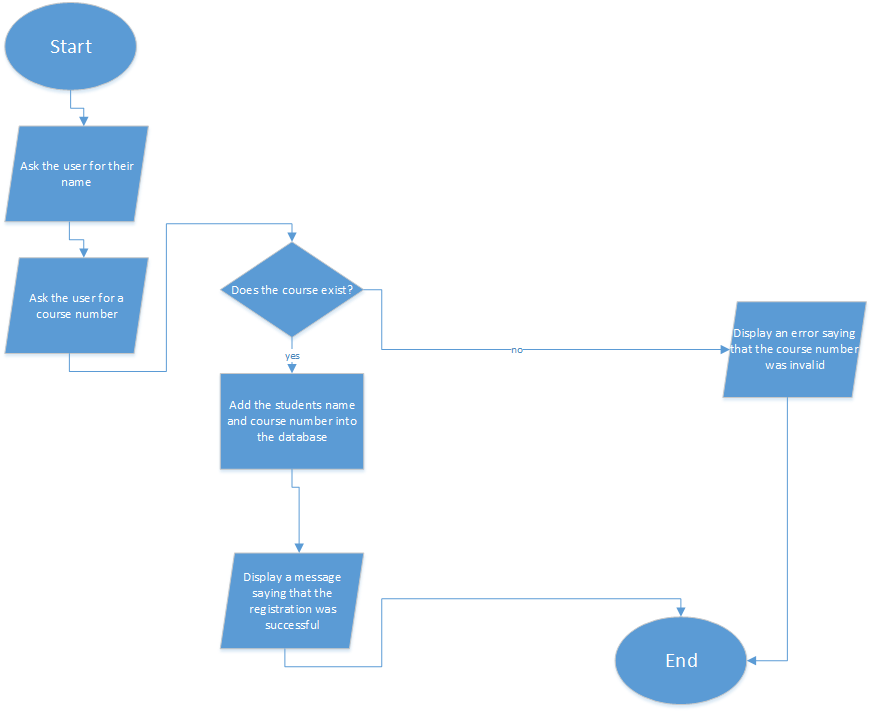 Start
Ask the user for their
name
Ask the user for a
course number
Does the course exist?
yes
no
Display an error saying
that the course number
was invalid
Add the students name
and course number into
the database
Display a message
saying that the
registration was
successful
End